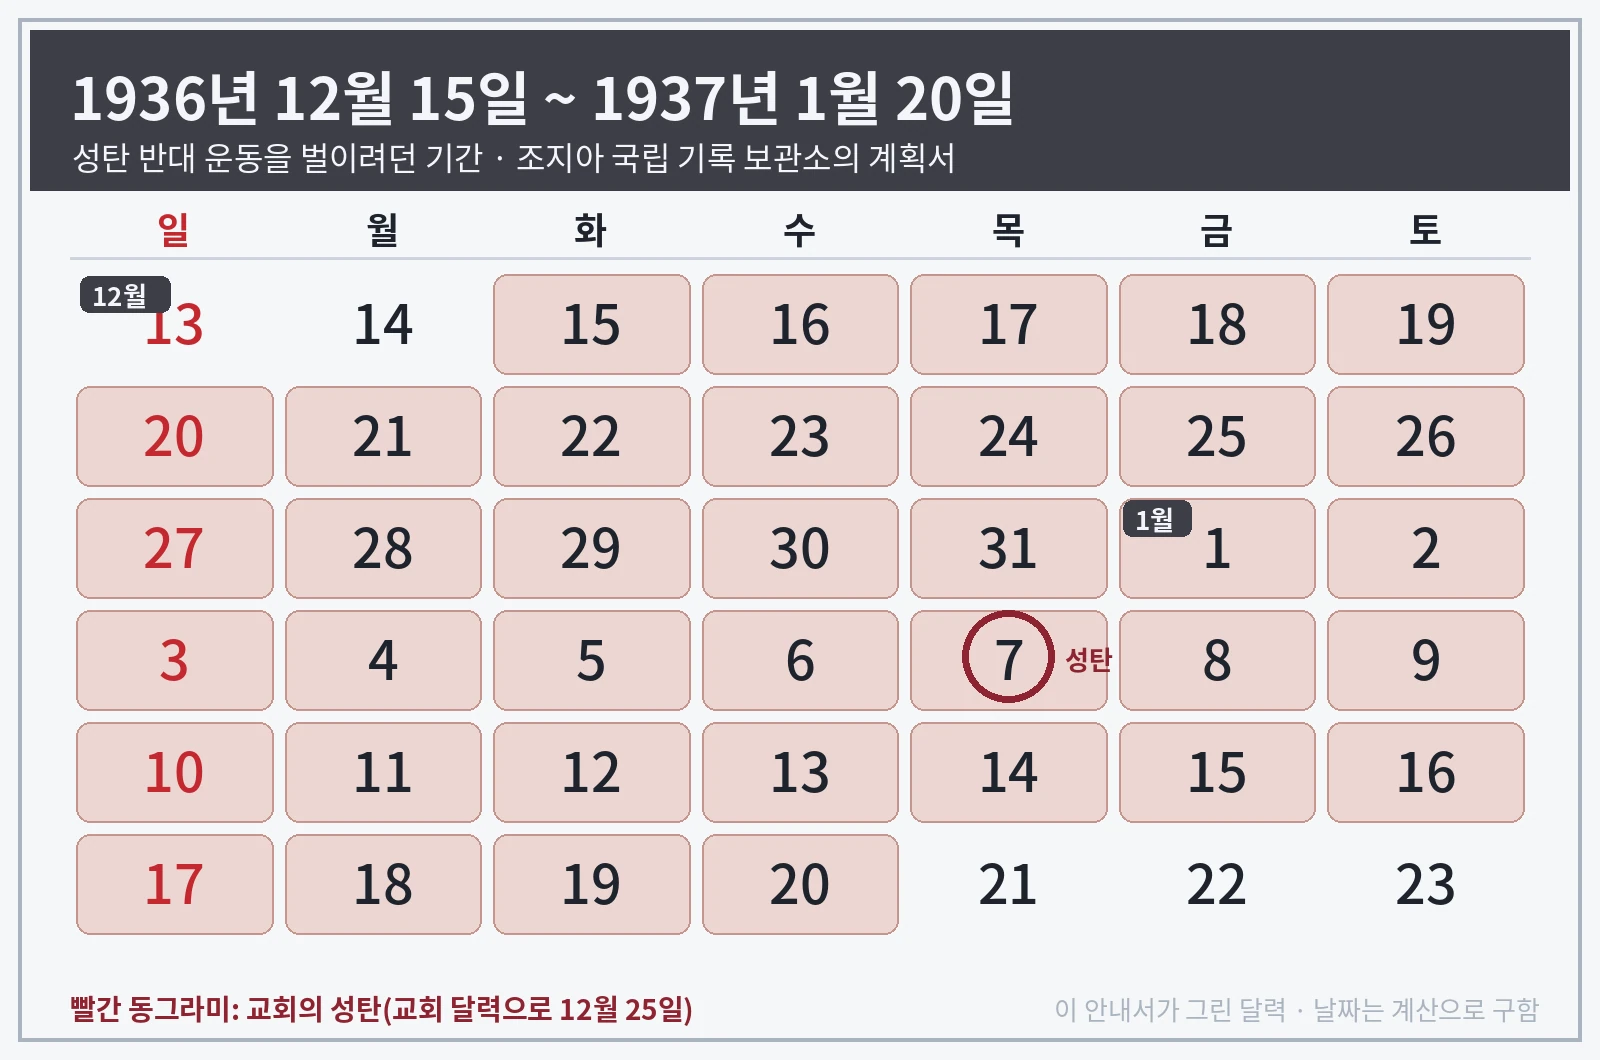 1936년 12월 15일 ~ 1937년 1월 20일
성탄 반대 운동을 벌이려던 기간 · 조지아 국립 기록 보관소의 계획서
일 월 화 수 목 금 토
12월
13 14 15 16 17 18 19
20 21 22 23 24 25 26
1월
27 28 29 30 31 1 2
3 4 5 6 7 성탄 8 9
10 11 12 13 14 15 16
17 18 19 20 21 22 23
빨간 동그라미: 교회의 성탄(교회 달력으로 12월 25일)
이 안내서가 그린 달력 · 날짜는 계산으로 구함